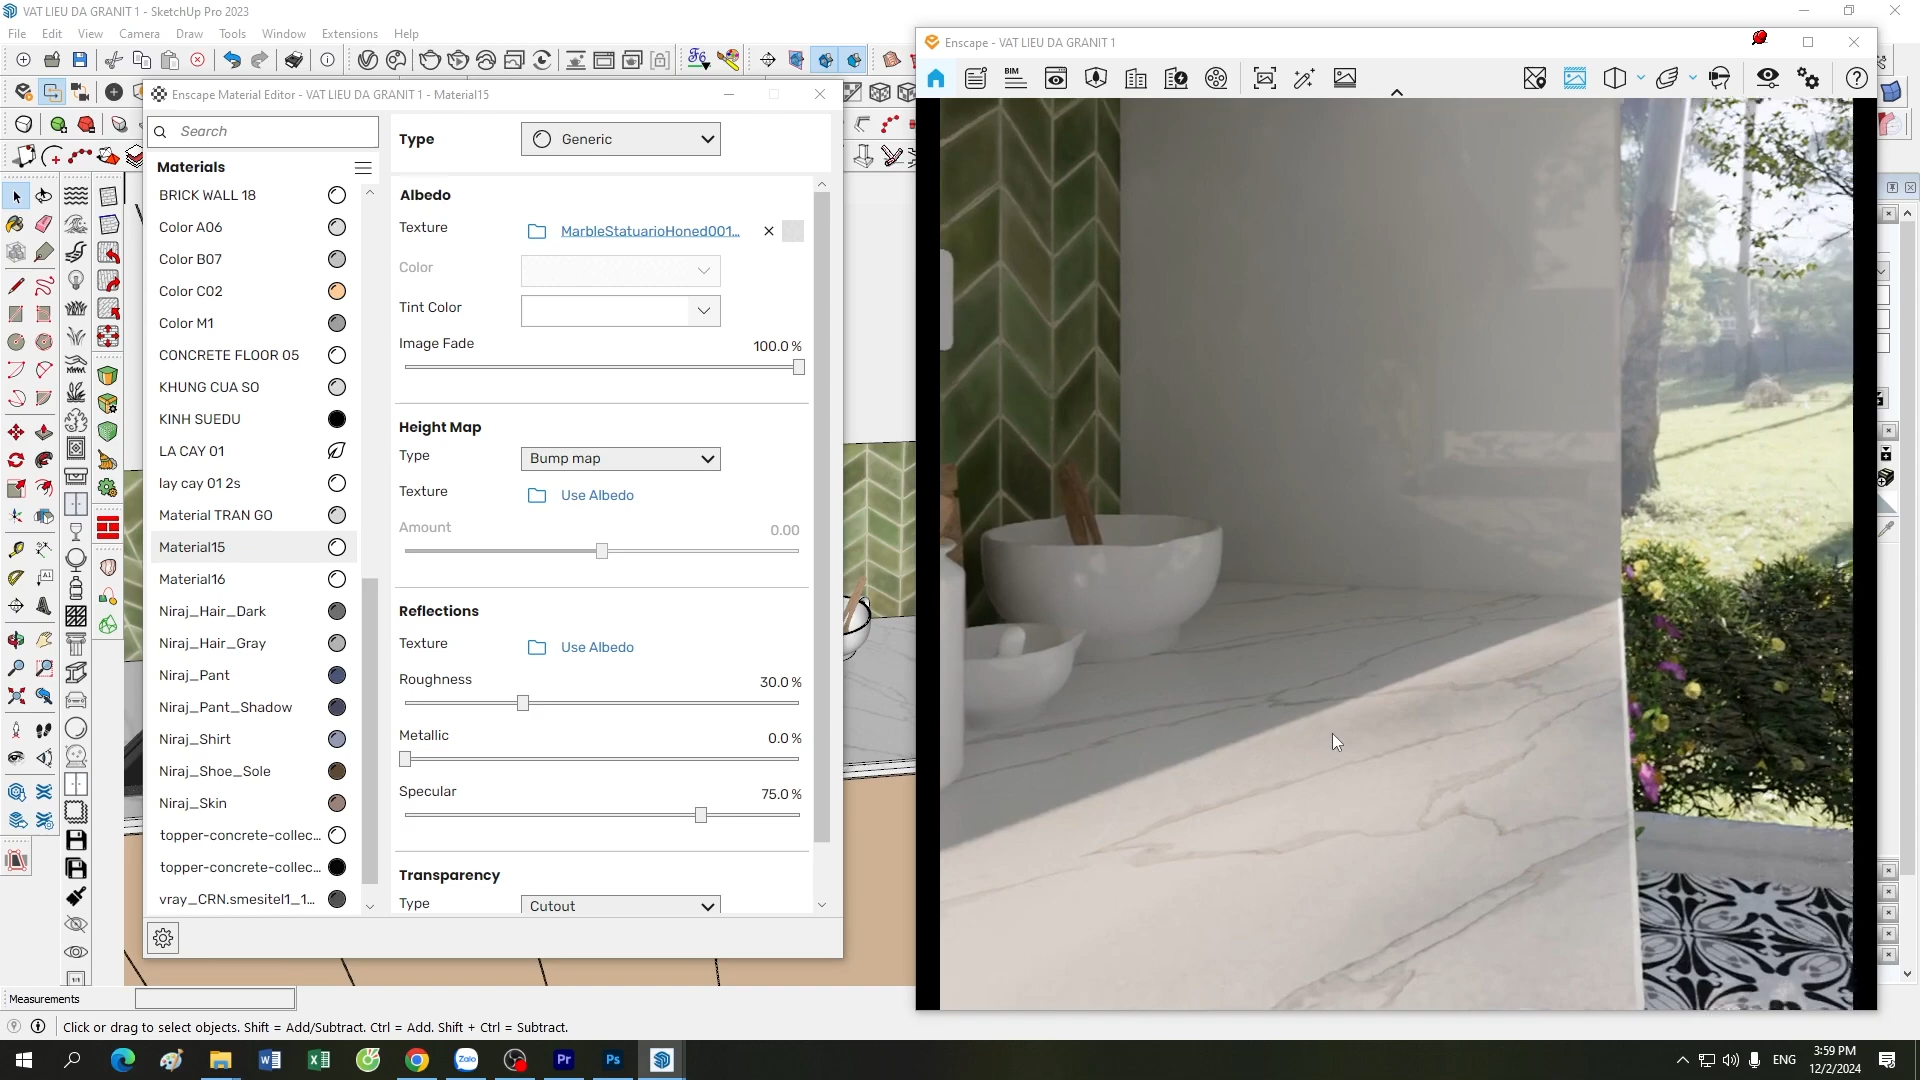 VAT LIEU DA GRANIT 1 - SketchUp Pro 2023
File Edit View Camera Draw Tools Window Extensions Help
Enscape Material Editor - VAT LIEU DA GRANIT 1 - Material15
Search
Materials
BRICK WALL 18
Color A06
Color B07
Color C02
Color M1
CONCRETE FLOOR 05
KHUNG CUA SO
KINH SUEDU
LA CAY 01
lay cay 01 2s
Material TRAN GO
Material15
Material16
Niraj_Hair_Dark
Niraj_Hair_Gray
Niraj_Pant
Niraj_Pant_Shadow
Niraj_Shirt
Niraj_Shoe_Sole
Niraj_Skin
topper-concrete-collec...
topper-concrete-collec...
vray_CRN.smesitel1_1...
Type Generic
Albedo
Texture MarbleStatuarioHoned001...
Color
Tint Color
Image Fade 100.0 %
Height Map
Type Bump map
Texture Use Albedo
Amount 0.00
Reflections
Texture Use Albedo
Roughness 30.0 %
Metallic 0.0 %
Specular 75.0 %
Transparency
Type Cutout
Enscape - VAT LIEU DA GRANIT 1
BIM
Measurements
Click or drag to select objects. Shift = Add/Subtract. Ctrl = Add. Shift + Ctrl = Subtract.
Zalo
Pr
Ps
ENG
3:59 PM
12/2/2024